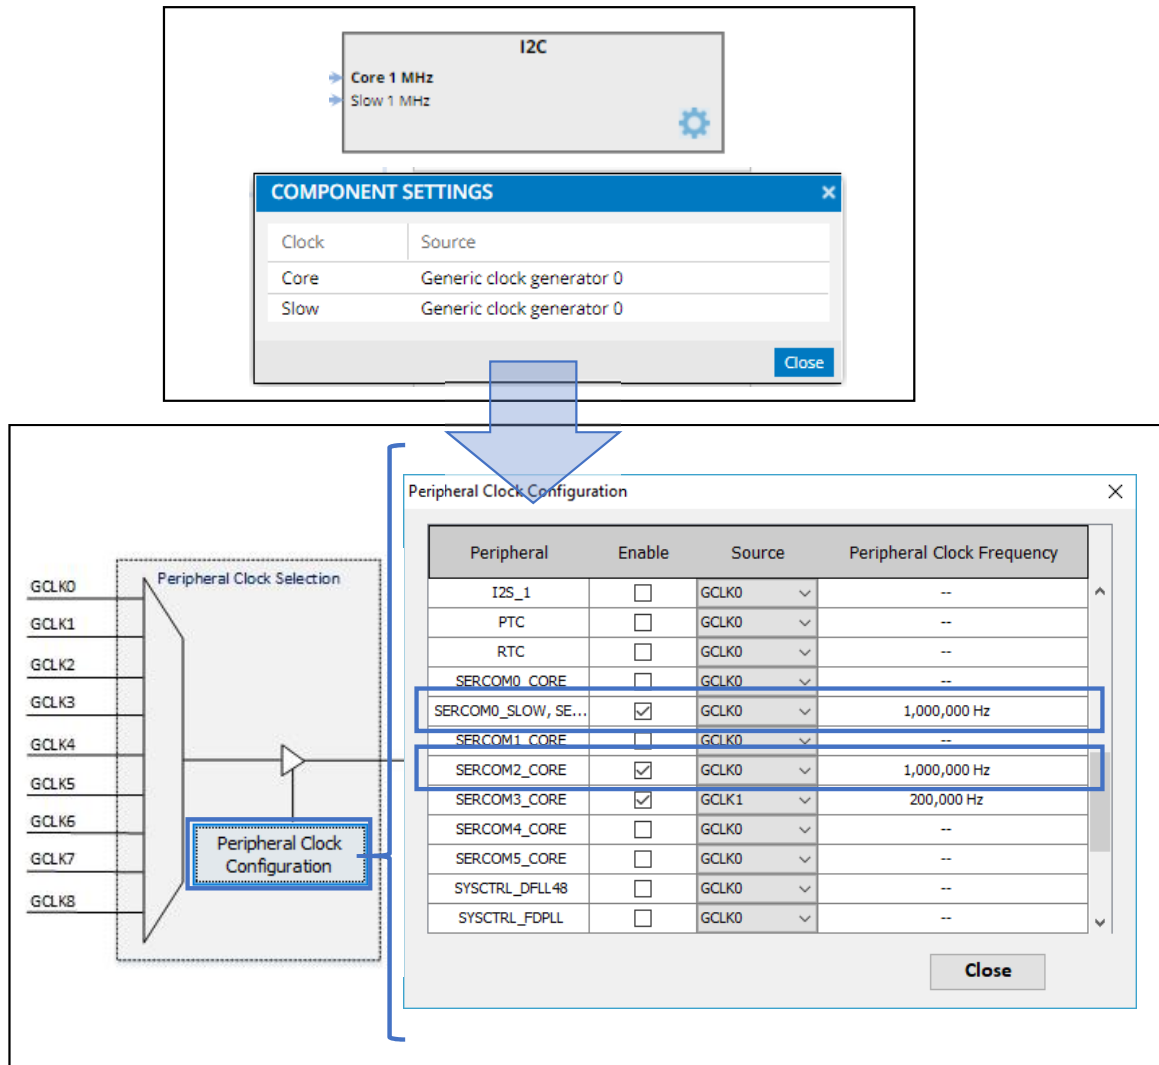 I2C
Core 1 MHz
Slow 1 MHz
COMPONENT SETTINGS ×
Clock Source
Core Generic clock generator 0
Slow Generic clock generator 0
Close
Peripheral Clock Selection
GCLK0
GCLK1
GCLK2
GCLK3
GCLK4
GCLK5
GCLK6
GCLK7
GCLK8
Peripheral Clock
Configuration
Peripheral Clock Configuration
Peripheral Enable Source Peripheral Clock Frequency
I2S_1 GCLK0 --
PTC GCLK0 --
RTC GCLK0 --
SERCOM0_CORE GCLK0 --
SERCOM0_SLOW, SE... GCLK0 1,000,000 Hz
SERCOM1_CORE GCLK0 --
SERCOM2_CORE GCLK0 1,000,000 Hz
SERCOM3_CORE GCLK1 200,000 Hz
SERCOM4_CORE GCLK0 --
SERCOM5_CORE GCLK0 --
SYSCTRL_DFLL48 GCLK0 --
SYSCTRL_FDPLL GCLK0 --
Close